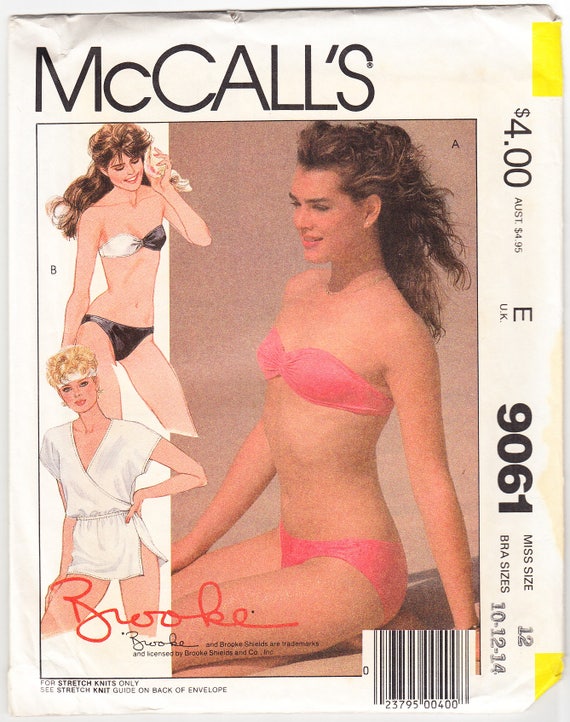 McCALL'S®
A
B
$4.00
AUST. $4.95
E
U.K.
9061
MISS SIZE 12
BRA SIZES 10-12-14
Brooke
"Brooke" and Brooke Shields are trademarks
and licensed by Brooke Shields and Co., Inc.
FOR STRETCH KNITS ONLY
SEE STRETCH KNIT GUIDE ON BACK OF ENVELOPE
0
23795 00400